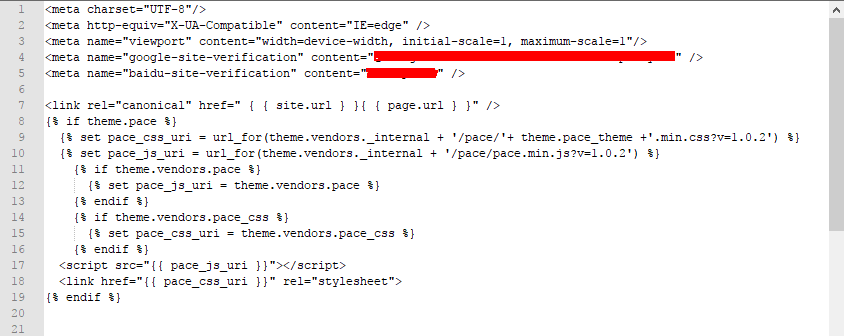 1 <meta charset="UTF-8"/>
2 <meta http-equiv="X-UA-Compatible" content="IE=edge" />
3 <meta name="viewport" content="width=device-width, initial-scale=1, maximum-scale=1"/>
4 <meta name="google-site-verification" content=" " />
5 <meta name="baidu-site-verification" content=" " />
6
7 <link rel="canonical" href=" { { site.url } }{ { page.url } }" />
8 {% if theme.pace %}
9 {% set pace_css_uri = url_for(theme.vendors._internal + '/pace/'+ theme.pace_theme +'.min.css?v=1.0.2') %}
10 {% set pace_js_uri = url_for(theme.vendors._internal + '/pace/pace.min.js?v=1.0.2') %}
11 {% if theme.vendors.pace %}
12 {% set pace_js_uri = theme.vendors.pace %}
13 {% endif %}
14 {% if theme.vendors.pace_css %}
15 {% set pace_css_uri = theme.vendors.pace_css %}
16 {% endif %}
17 <script src="{{ pace_js_uri }}"></script>
18 <link href="{{ pace_css_uri }}" rel="stylesheet">
19 {% endif %}
20
21